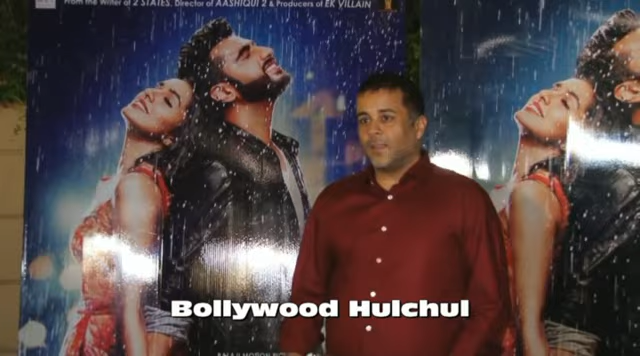 From the Writer of 2 STATES, Director of AASHIQUI 2 & Producers of EK VILLAIN
Bollywood Hulchul